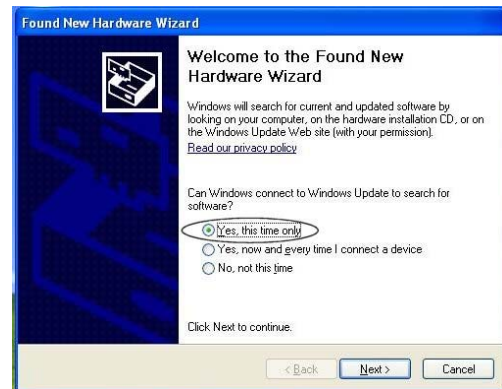 Found New Hardware Wizard
Welcome to the Found New
Hardware Wizard
Windows will search for current and updated software by
looking on your computer, on the hardware installation CD, or on
the Windows Update Web site (with your permission).
Read our privacy policy
Can Windows connect to Windows Update to search for
software?
Yes, this time only
Yes, now and every time I connect a device
No, not this time
Click Next to continue.
< Back
Next >
Cancel